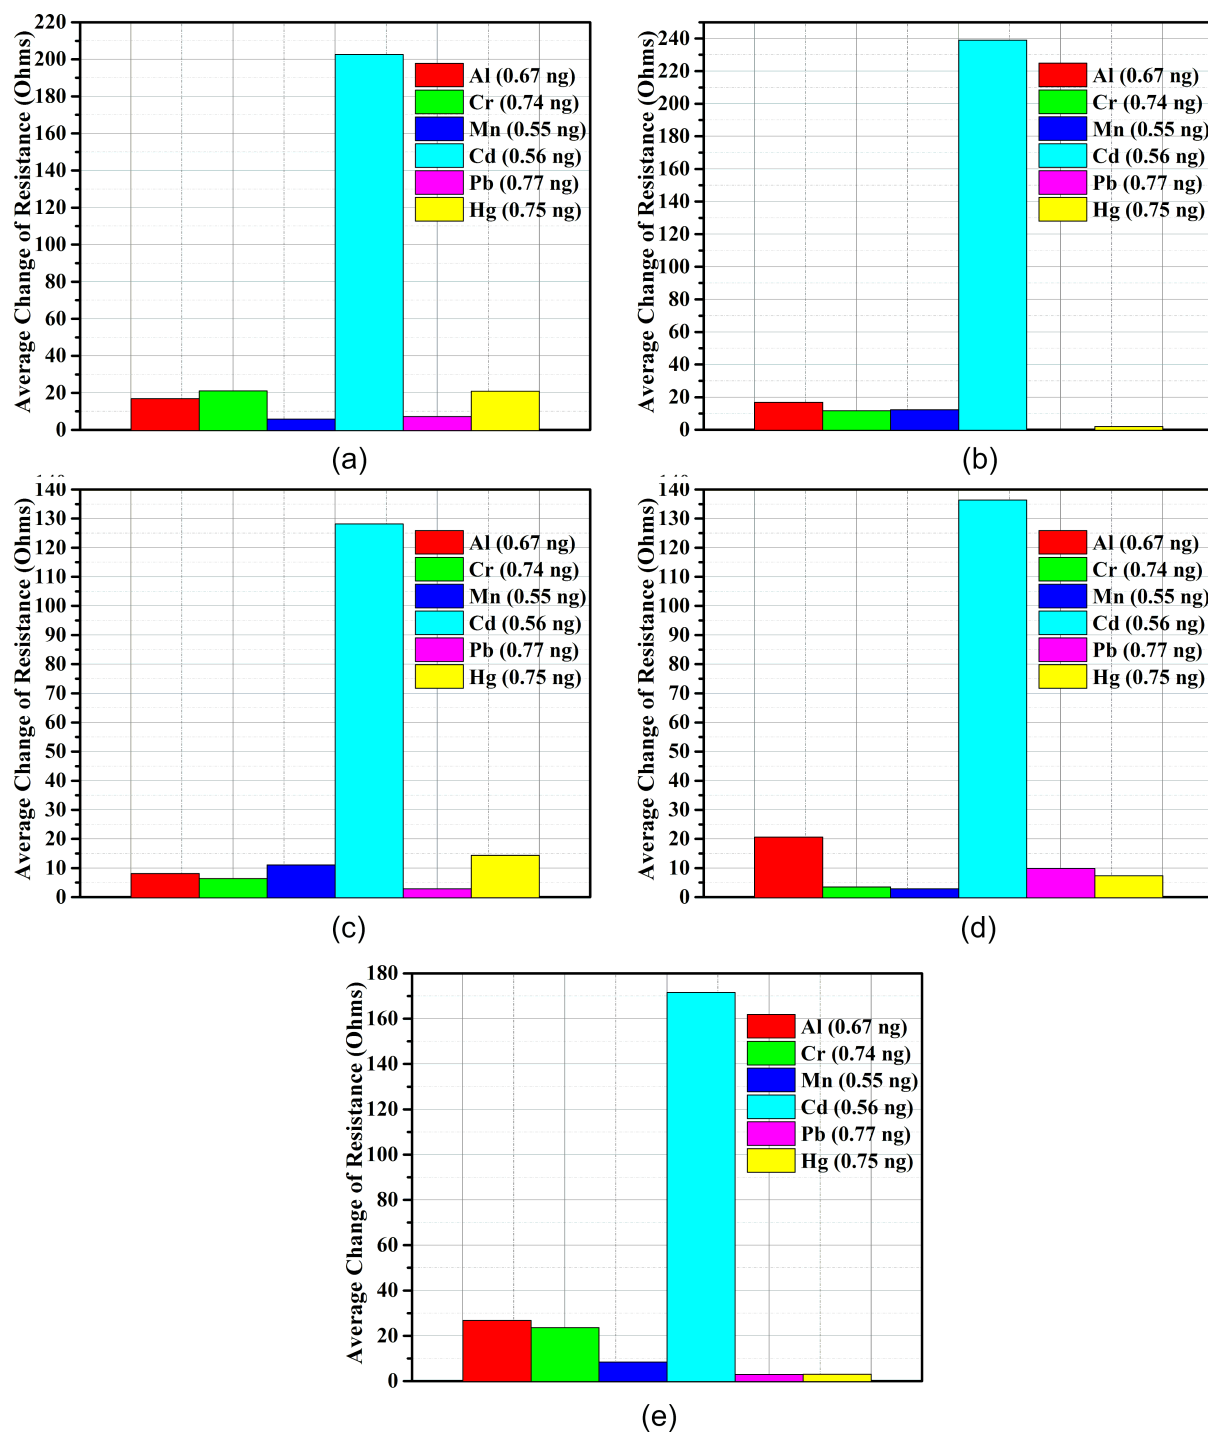 Average Change of Resistance (Ohms)
220
200
180
160
140
120
100
80
60
40
20
0
Al (0.67 ng)
Cr (0.74 ng)
Mn (0.55 ng)
Cd (0.56 ng)
Pb (0.77 ng)
Hg (0.75 ng)
(a)
Average Change of Resistance (Ohms)
240
220
200
180
160
140
120
100
80
60
40
20
0
Al (0.67 ng)
Cr (0.74 ng)
Mn (0.55 ng)
Cd (0.56 ng)
Pb (0.77 ng)
Hg (0.75 ng)
(b)
Average Change of Resistance (Ohms)
140
130
120
110
100
90
80
70
60
50
40
30
20
10
0
Al (0.67 ng)
Cr (0.74 ng)
Mn (0.55 ng)
Cd (0.56 ng)
Pb (0.77 ng)
Hg (0.75 ng)
(c)
Average Change of Resistance (Ohms)
140
130
120
110
100
90
80
70
60
50
40
30
20
10
0
Al (0.67 ng)
Cr (0.74 ng)
Mn (0.55 ng)
Cd (0.56 ng)
Pb (0.77 ng)
Hg (0.75 ng)
(d)
Average Change of Resistance (Ohms)
180
160
140
120
100
80
60
40
20
0
Al (0.67 ng)
Cr (0.74 ng)
Mn (0.55 ng)
Cd (0.56 ng)
Pb (0.77 ng)
Hg (0.75 ng)
(e)